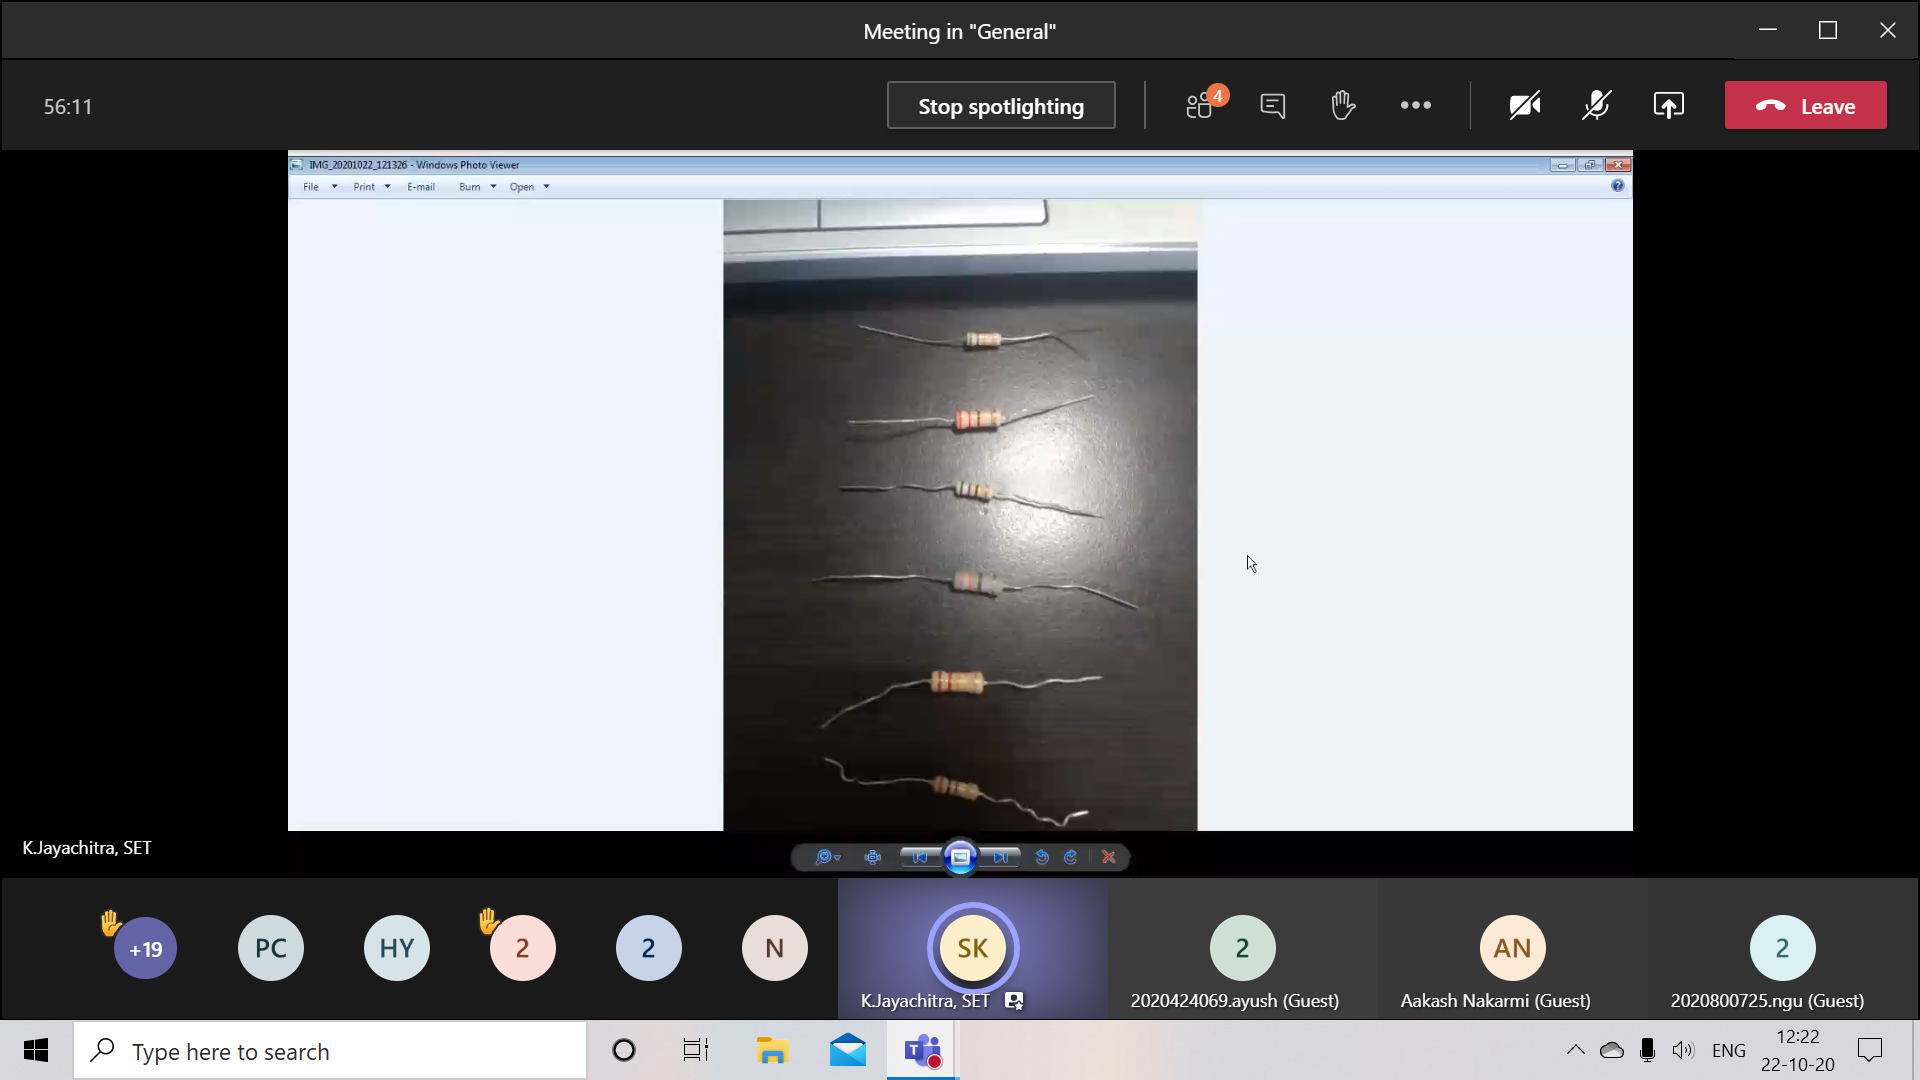 Meeting in "General"
56:11
Stop spotlighting
4
Leave
IMG_20201022_121326 - Windows Photo Viewer
File Print E-mail Burn Open
K.Jayachitra, SET
+19
PC
HY
2
2
N
SK
2
AN
2
K.Jayachitra, SET
2020424069.ayush (Guest)
Aakash Nakarmi (Guest)
2020800725.ngu (Guest)
Type here to search
T
ENG
12:22
22-10-20